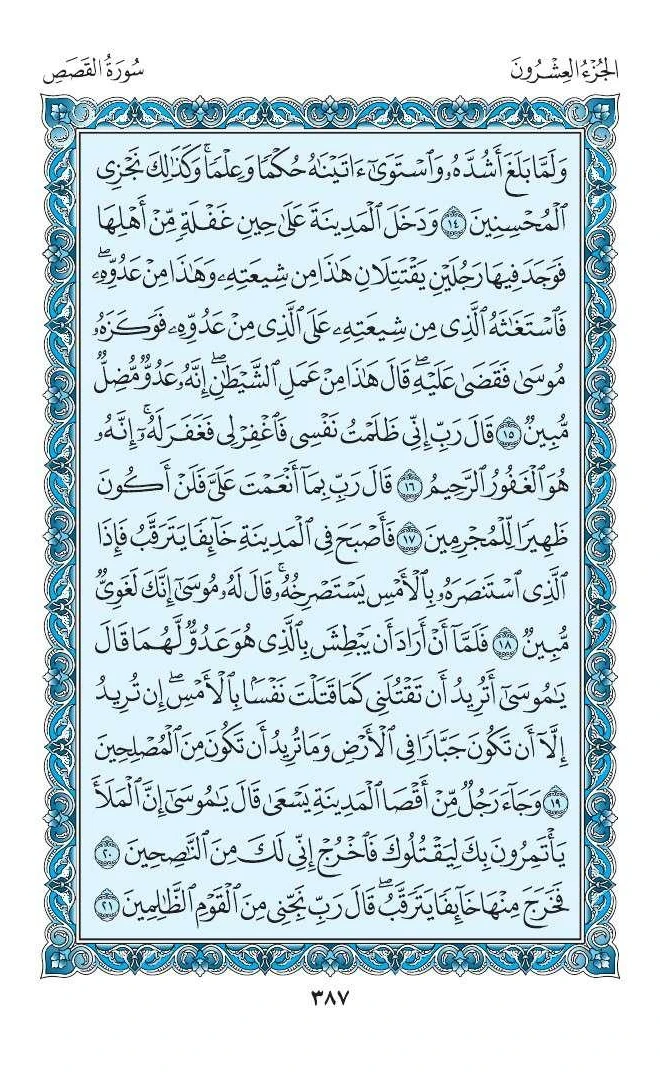 الجُزْءُ العِشْرُونَ
سُورَةُ القَصَصِ
وَلَمَّا بَلَغَ أَشُدَّهُۥ وَٱسْتَوَىٰٓ ءَاتَيْنَٰهُ حُكْمًا وَعِلْمًا ۚ وَكَذَٰلِكَ نَجْزِى
ٱلْمُحْسِنِينَ ١٤ وَدَخَلَ ٱلْمَدِينَةَ عَلَىٰ حِينِ غَفْلَةٍ مِّنْ أَهْلِهَا
فَوَجَدَ فِيهَا رَجُلَيْنِ يَقْتَتِلَانِ هَٰذَا مِن شِيعَتِهِۦ وَهَٰذَا مِنْ عَدُوِّهِۦ ۖ
فَٱسْتَغَٰثَهُ ٱلَّذِى مِن شِيعَتِهِۦ عَلَى ٱلَّذِى مِنْ عَدُوِّهِۦ فَوَكَزَهُۥ
مُوسَىٰ فَقَضَىٰ عَلَيْهِ ۖ قَالَ هَٰذَا مِنْ عَمَلِ ٱلشَّيْطَٰنِ ۖ إِنَّهُۥ عَدُوٌّ مُّضِلٌّ
مُّبِينٌ ١٥ قَالَ رَبِّ إِنِّى ظَلَمْتُ نَفْسِى فَٱغْفِرْ لِى فَغَفَرَ لَهُۥٓ ۚ إِنَّهُۥ
هُوَ ٱلْغَفُورُ ٱلرَّحِيمُ ١٦ قَالَ رَبِّ بِمَآ أَنْعَمْتَ عَلَىَّ فَلَنْ أَكُونَ
ظَهِيرًا لِّلْمُجْرِمِينَ ١٧ فَأَصْبَحَ فِى ٱلْمَدِينَةِ خَآئِفًا يَتَرَقَّبُ فَإِذَا
ٱلَّذِى ٱسْتَنصَرَهُۥ بِٱلْأَمْسِ يَسْتَصْرِخُهُۥ ۚ قَالَ لَهُۥ مُوسَىٰٓ إِنَّكَ لَغَوِىٌّ
مُّبِينٌ ١٨ فَلَمَّآ أَنْ أَرَادَ أَن يَبْطِشَ بِٱلَّذِى هُوَ عَدُوٌّ لَّهُمَا قَالَ
يَٰمُوسَىٰٓ أَتُرِيدُ أَن تَقْتُلَنِى كَمَا قَتَلْتَ نَفْسًۢا بِٱلْأَمْسِ ۖ إِن تُرِيدُ
إِلَّآ أَن تَكُونَ جَبَّارًا فِى ٱلْأَرْضِ وَمَا تُرِيدُ أَن تَكُونَ مِنَ ٱلْمُصْلِحِينَ
١٩ وَجَآءَ رَجُلٌ مِّنْ أَقْصَا ٱلْمَدِينَةِ يَسْعَىٰ قَالَ يَٰمُوسَىٰٓ إِنَّ ٱلْمَلَأَ
يَأْتَمِرُونَ بِكَ لِيَقْتُلُوكَ فَٱخْرُجْ إِنِّى لَكَ مِنَ ٱلنَّٰصِحِينَ ٢٠
فَخَرَجَ مِنْهَا خَآئِفًا يَتَرَقَّبُ ۖ قَالَ رَبِّ نَجِّنِى مِنَ ٱلْقَوْمِ ٱلظَّٰلِمِينَ ٢١
٣٨٧